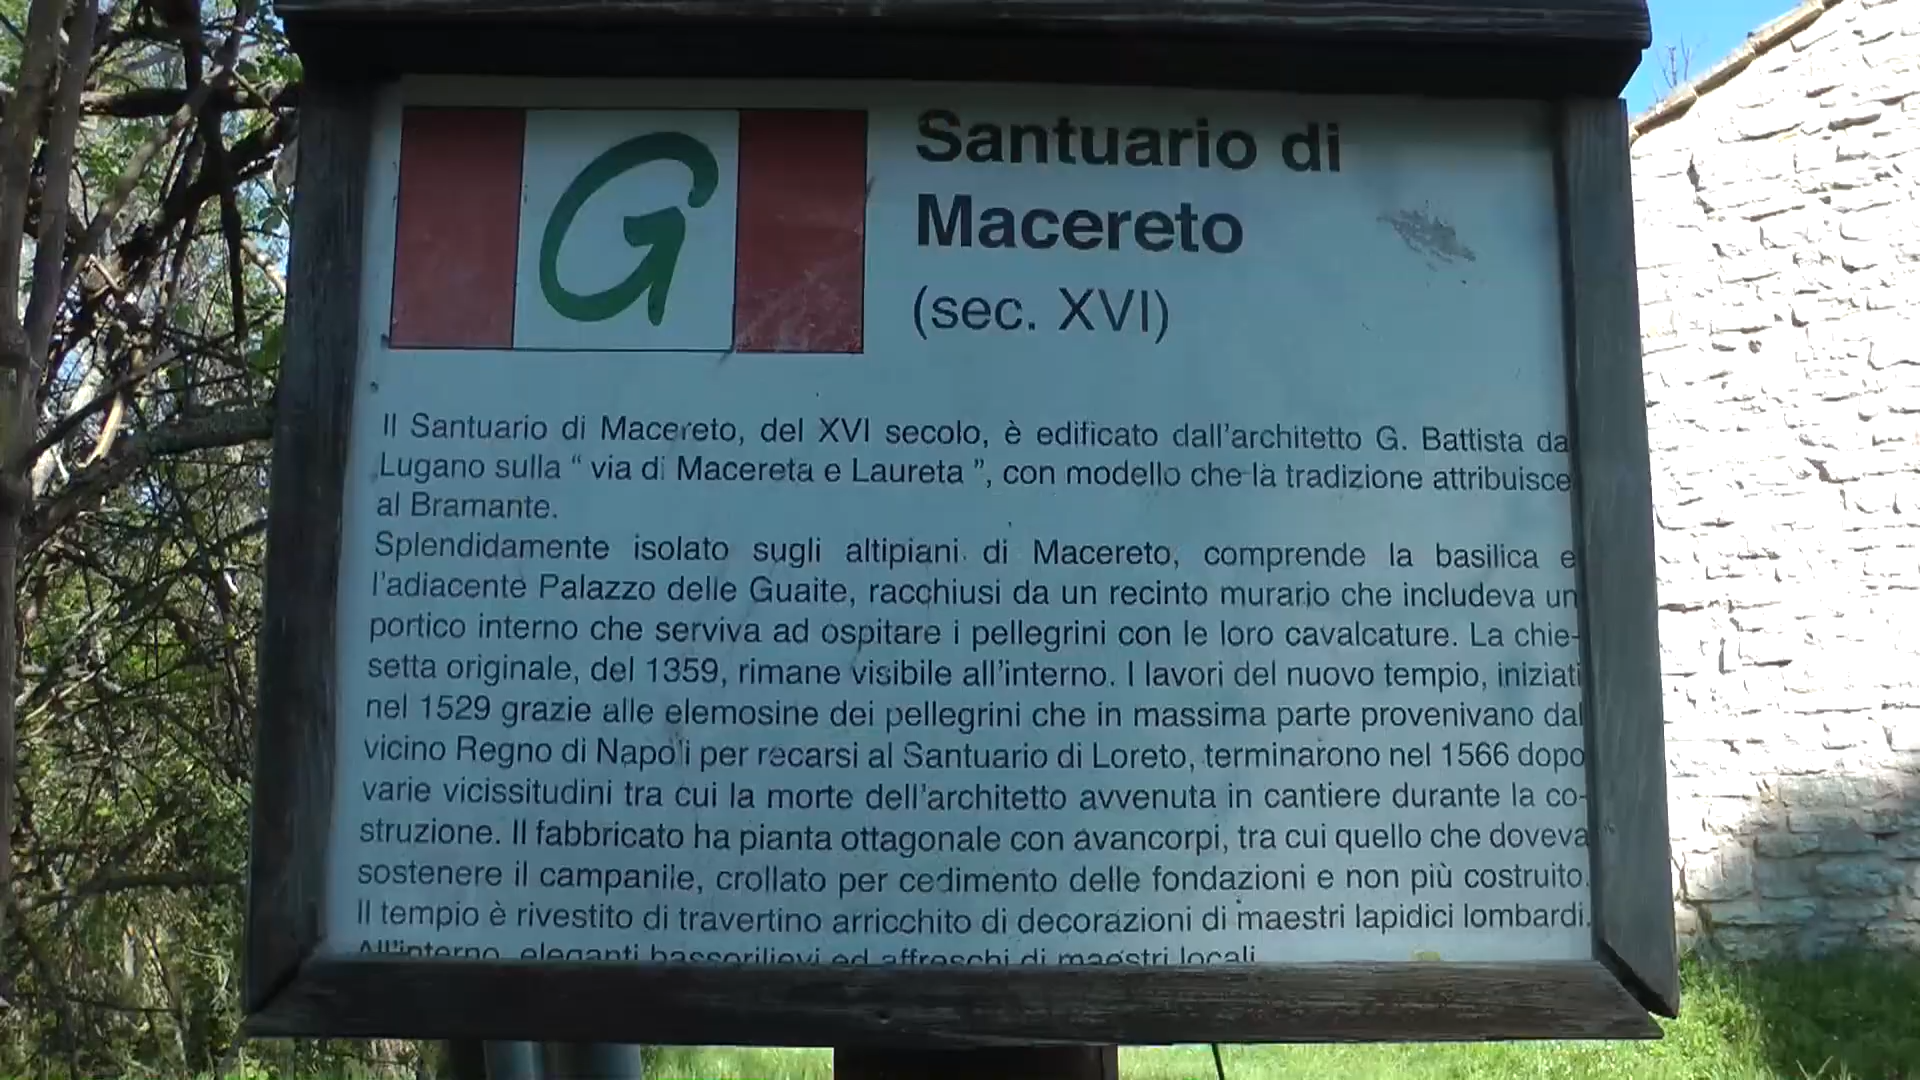 G
Santuario di
Macereto
(sec. XVI)
Il Santuario di Macereto, del XVI secolo, è edificato dall'architetto G. Battista da
Lugano sulla “ via di Macereta e Laureta ”, con modello che la tradizione attribuisce
al Bramante.
Splendidamente isolato sugli altipiani di Macereto, comprende la basilica e
l'adiacente Palazzo delle Guaite, racchiusi da un recinto murario che includeva un
portico interno che serviva ad ospitare i pellegrini con le loro cavalcature. La chie-
setta originale, del 1359, rimane visibile all'interno. I lavori del nuovo tempio, iniziati
nel 1529 grazie alle elemosine dei pellegrini che in massima parte provenivano dal
vicino Regno di Napoli per recarsi al Santuario di Loreto, terminarono nel 1566 dopo
varie vicissitudini tra cui la morte dell'architetto avvenuta in cantiere durante la co-
struzione. Il fabbricato ha pianta ottagonale con avancorpi, tra cui quello che doveva
sostenere il campanile, crollato per cedimento delle fondazioni e non più costruito.
Il tempio è rivestito di travertino arricchito di decorazioni di maestri lapidici lombardi.
All'interno, eleganti bassorilievi ed affreschi di maestri locali